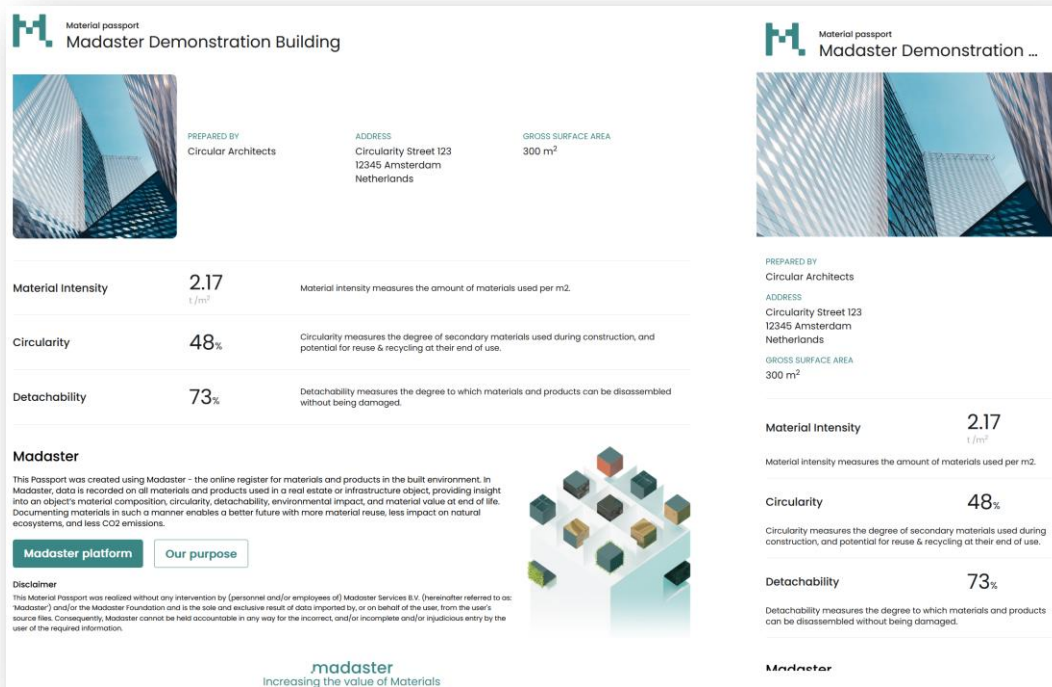 Material passport
Madaster Demonstration Building
PREPARED BY
Circular Architects
ADDRESS
Circularity Street 123
12345 Amsterdam
Netherlands
GROSS SURFACE AREA
300 m²
Material Intensity
2.17
t /m²
Material intensity measures the amount of materials used per m2.
Circularity
48%
Circularity measures the degree of secondary materials used during construction, and
potential for reuse & recycling at their end of use.
Detachability
73%
Detachability measures the degree to which materials and products can be disassembled
without being damaged.
Madaster
This Passport was created using Madaster - the online register for materials and products in the built environment. In
Madaster, data is recorded on all materials and products used in a real estate or infrastructure object, providing insight
into an object's material composition, circularity, detachability, environmental impact, and material value at end of life.
Documenting materials in such a manner enables a better future with more material reuse, less impact on natural
ecosystems, and less CO2 emissions.
Madaster platform
Our purpose
Disclaimer
This Material Passport was realized without any intervention by (personnel and/or employees of) Madaster Services B.V. (hereinafter referred to as:
'Madaster') and/or the Madaster Foundation and is the sole and exclusive result of data imported by, or on behalf of the user, from the user's
source files. Consequently, Madaster cannot be held accountable in any way for the incorrect, and/or incomplete and/or injudicious entry by the
user of the required information.
madaster
Increasing the value of Materials
Material passport
Madaster Demonstration ...
PREPARED BY
Circular Architects
ADDRESS
Circularity Street 123
12345 Amsterdam
Netherlands
GROSS SURFACE AREA
300 m²
Material Intensity
2.17
t /m²
Material intensity measures the amount of materials used per m2.
Circularity
48%
Circularity measures the degree of secondary materials used during
construction, and potential for reuse & recycling at their end of use.
Detachability
73%
Detachability measures the degree to which materials and products
can be disassembled without being damaged.
Madaster